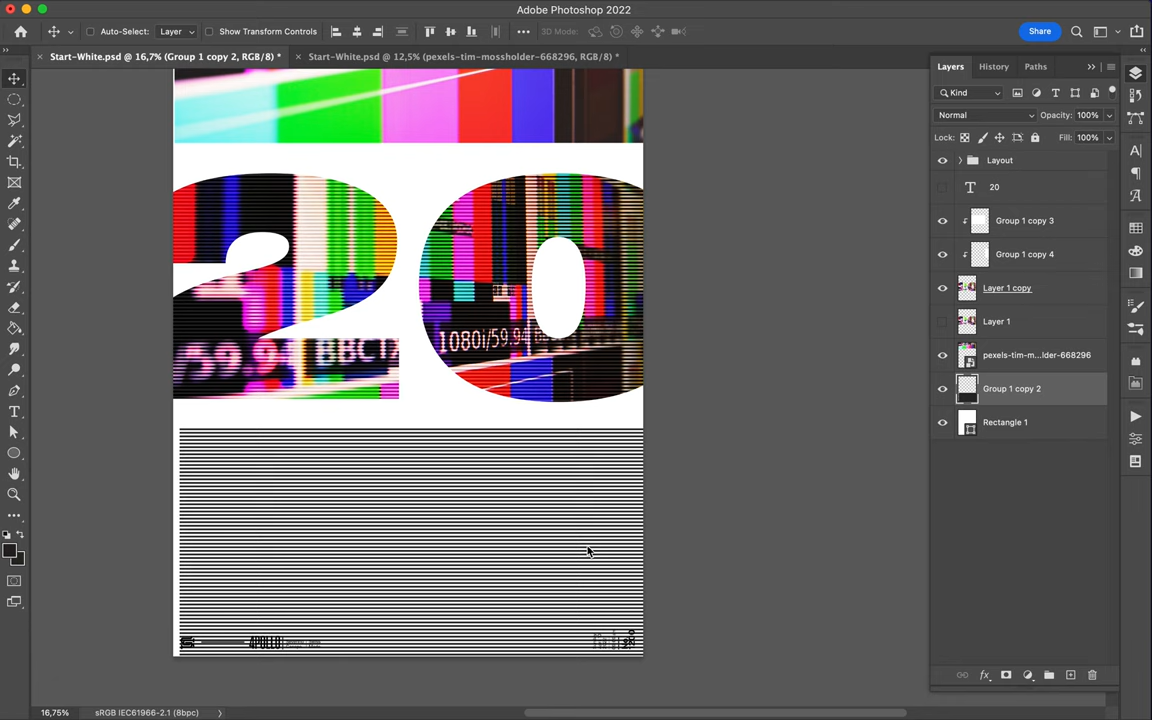 Adobe Photoshop 2022
Auto-Select:
Layer
Show Transform Controls
3D Mode:
Share
Start-White.psd @ 16,7% (Group 1 copy 2, RGB/8) *
Start-White.psd @ 12,5% (pexels-tim-mossholder-668296, RGB/8) *
Layers
History
Paths
Kind
Normal
Opacity: 100%
Lock:
Fill: 100%
Layout
20
Group 1 copy 3
Group 1 copy 4
Layer 1 copy
Layer 1
pexels-tim-m...lder-668296
Group 1 copy 2
Rectangle 1
20
1080i/59.94
/59.94
APOLLO
16,75%
sRGB IEC61966-2.1 (8bpc)